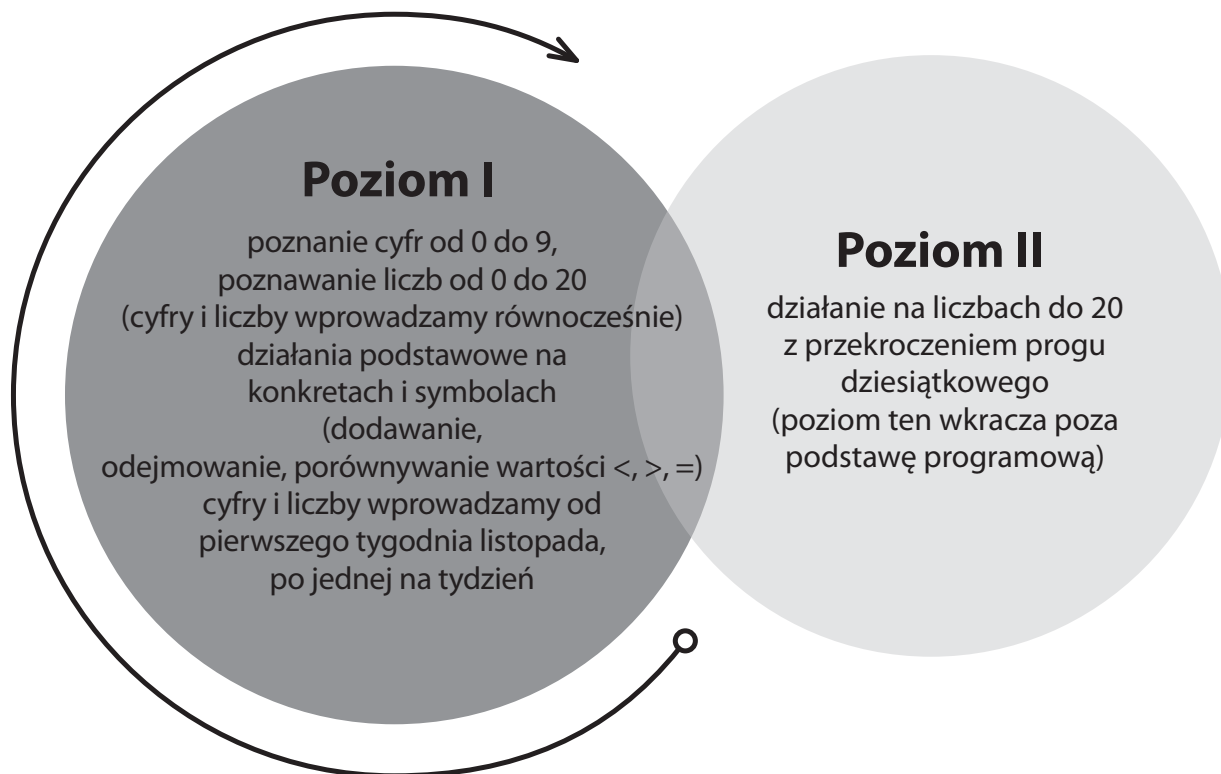 Poziom I
poznanie cyfr od 0 do 9,
poznawanie liczb od 0 do 20
(cyfry i liczby wprowadzamy równocześnie)
działania podstawowe na
konkretach i symbolach
(dodawanie,
odejmowanie, porównywanie wartości <, >, =)
cyfry i liczby wprowadzamy od
pierwszego tygodnia listopada,
po jednej na tydzień
Poziom II
działanie na liczbach do 20
z przekroczeniem progu
dziesiątkowego
(poziom ten wkracza poza
podstawę programową)